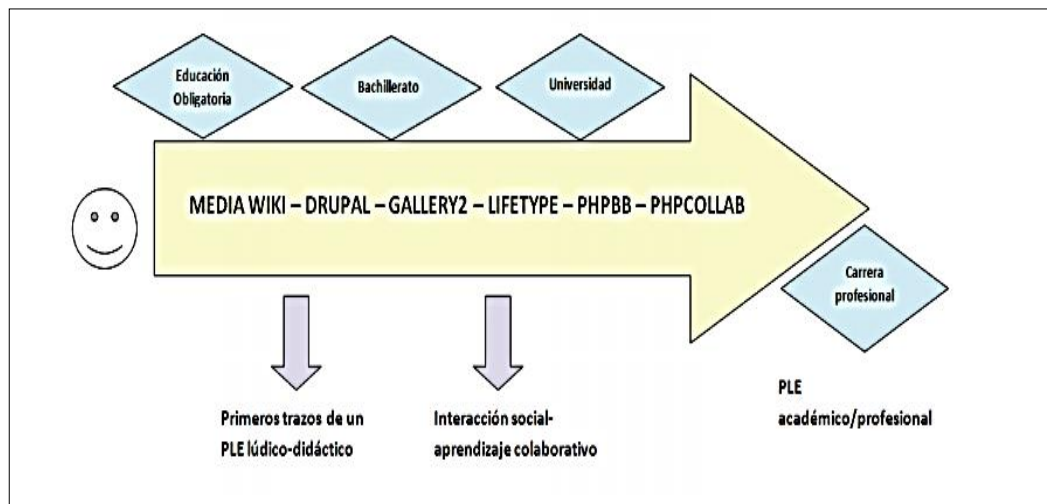 Educación
Obligatoria
Bachillerato
Universidad
MEDIA WIKI – DRUPAL – GALLERY2 – LIFETYPE – PHPBB – PHPCOLLAB
Carrera
profesional
Primeros trazos de un
PLE lúdico-didáctico
Interacción social-
aprendizaje colaborativo
PLE
académico/profesional